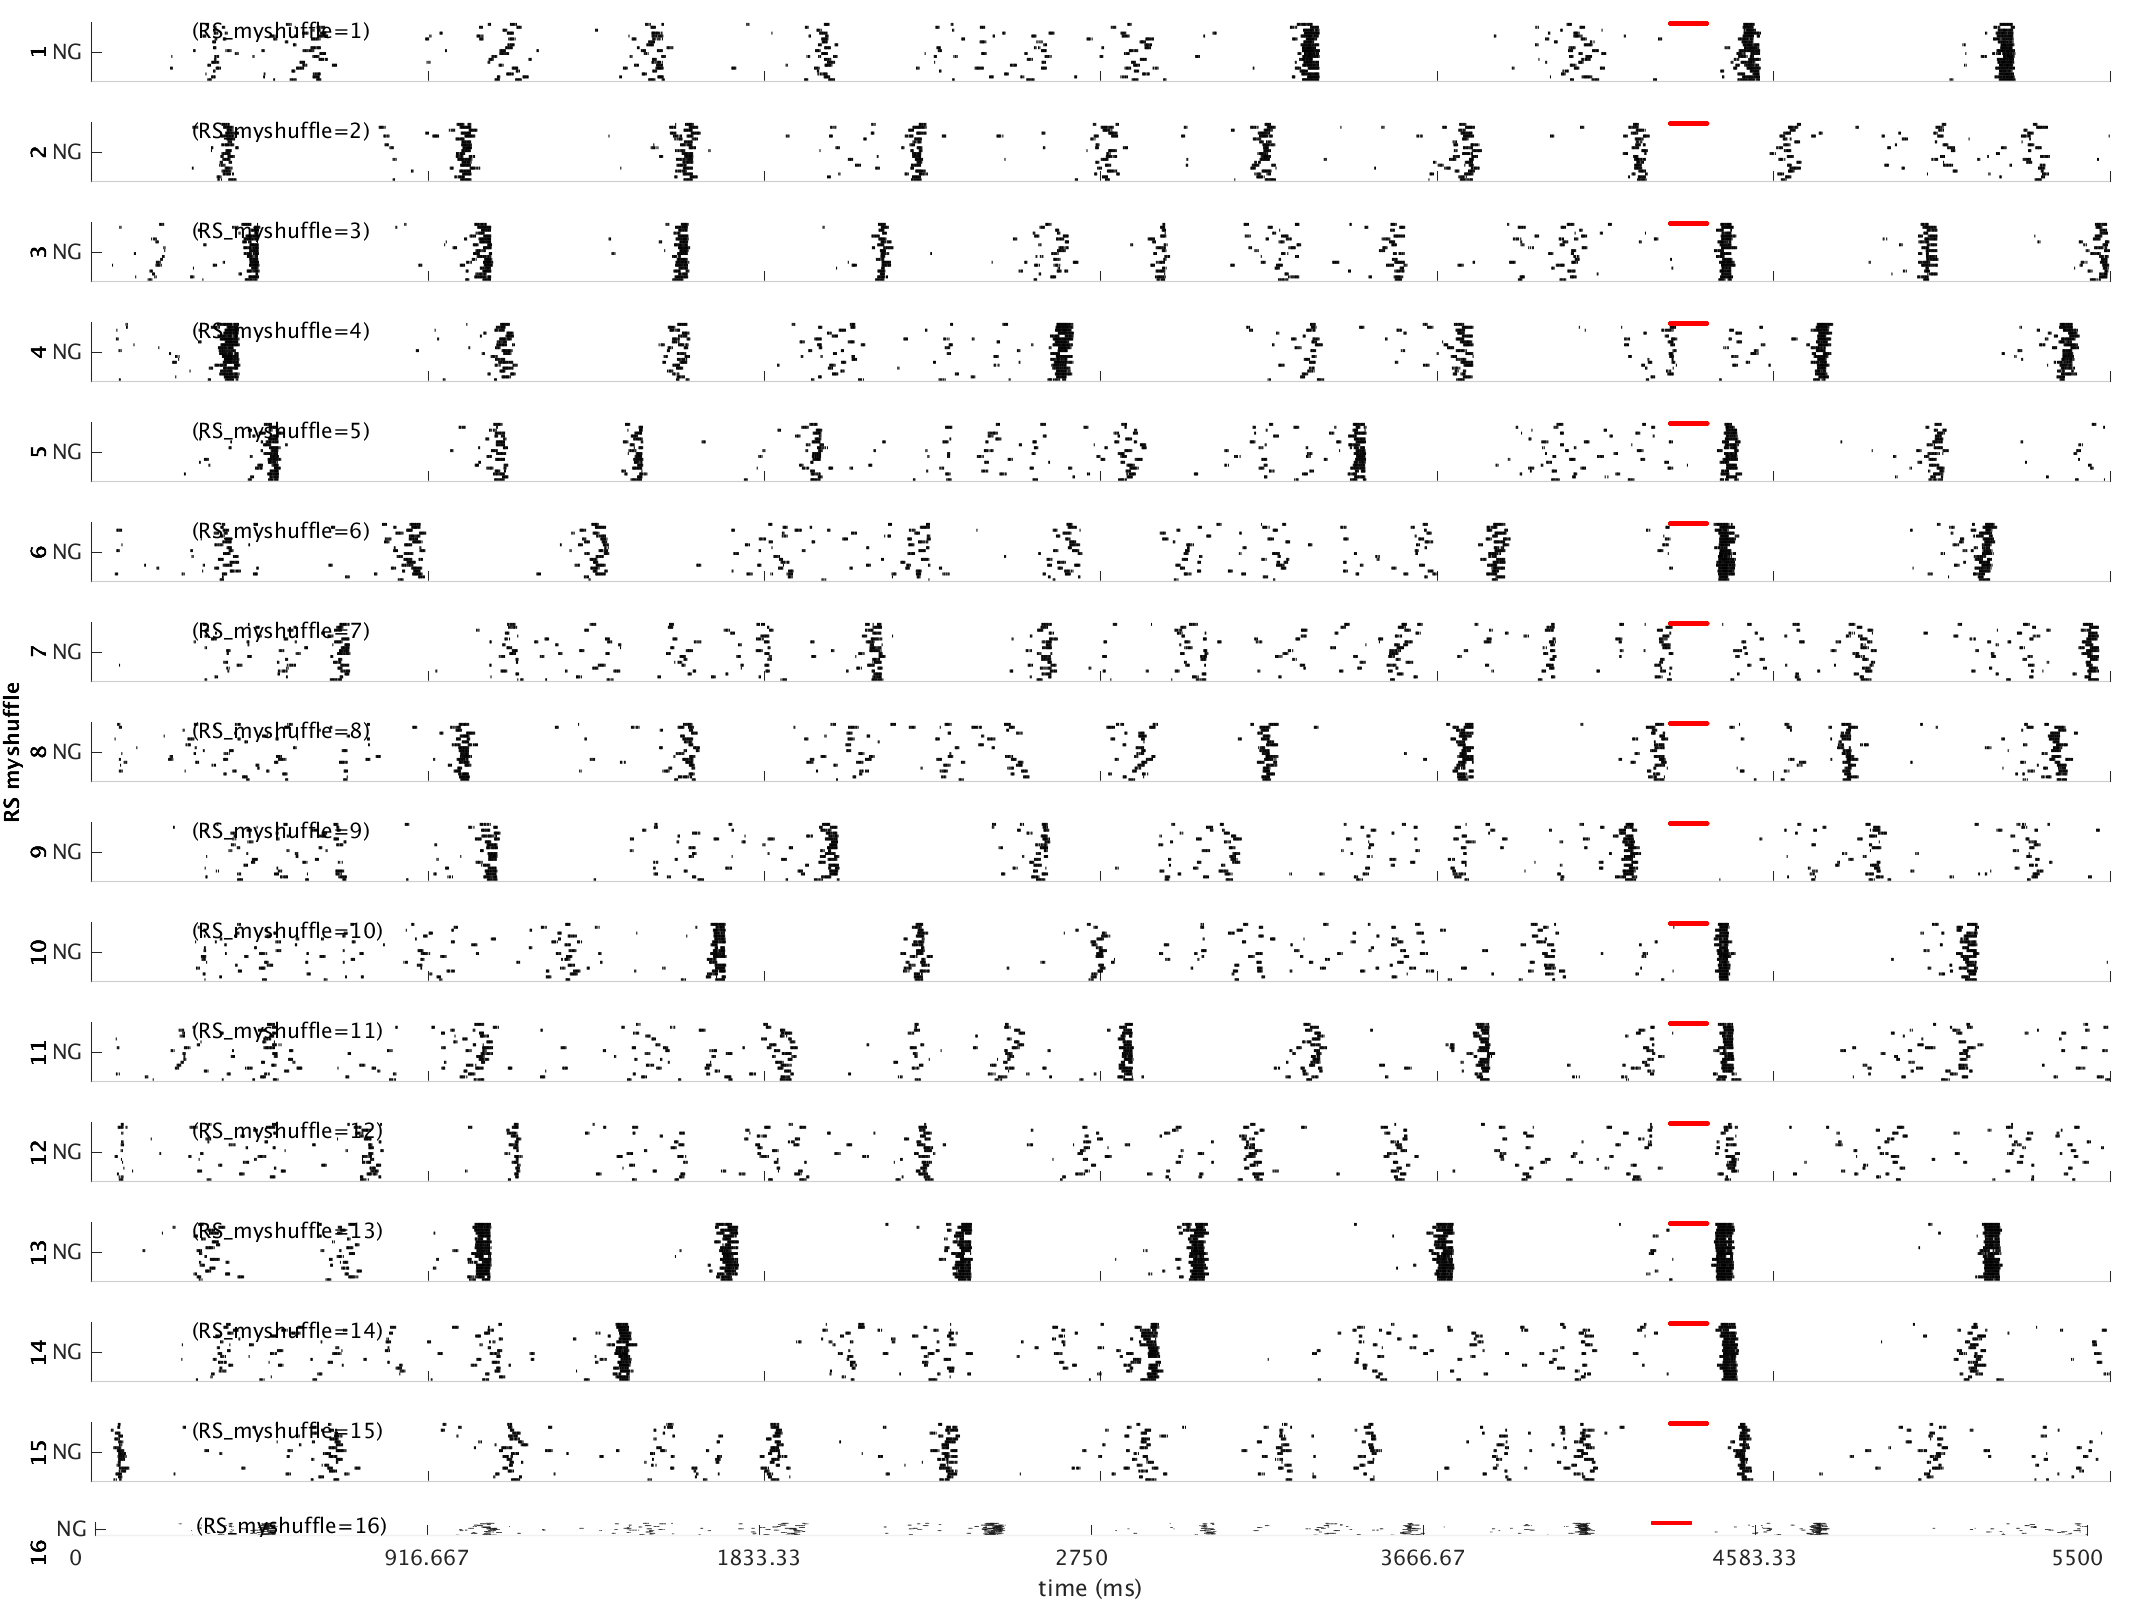 1 NG (RS_myshuffle=1)
2 NG (RS_myshuffle=2)
3 NG (RS_myshuffle=3)
4 NG (RS_myshuffle=4)
5 NG (RS_myshuffle=5)
6 NG (RS_myshuffle=6)
7 NG (RS_myshuffle=7)
8 NG (RS_myshuffle=8)
9 NG (RS_myshuffle=9)
10 NG (RS_myshuffle=10)
11 NG (RS_myshuffle=11)
12 NG (RS_myshuffle=12)
13 NG (RS_myshuffle=13)
14 NG (RS_myshuffle=14)
15 NG (RS_myshuffle=15)
16 NG (RS_myshuffle=16)
RS myshuffle
0 916.667 1833.33 2750 3666.67 4583.33 5500
time (ms)